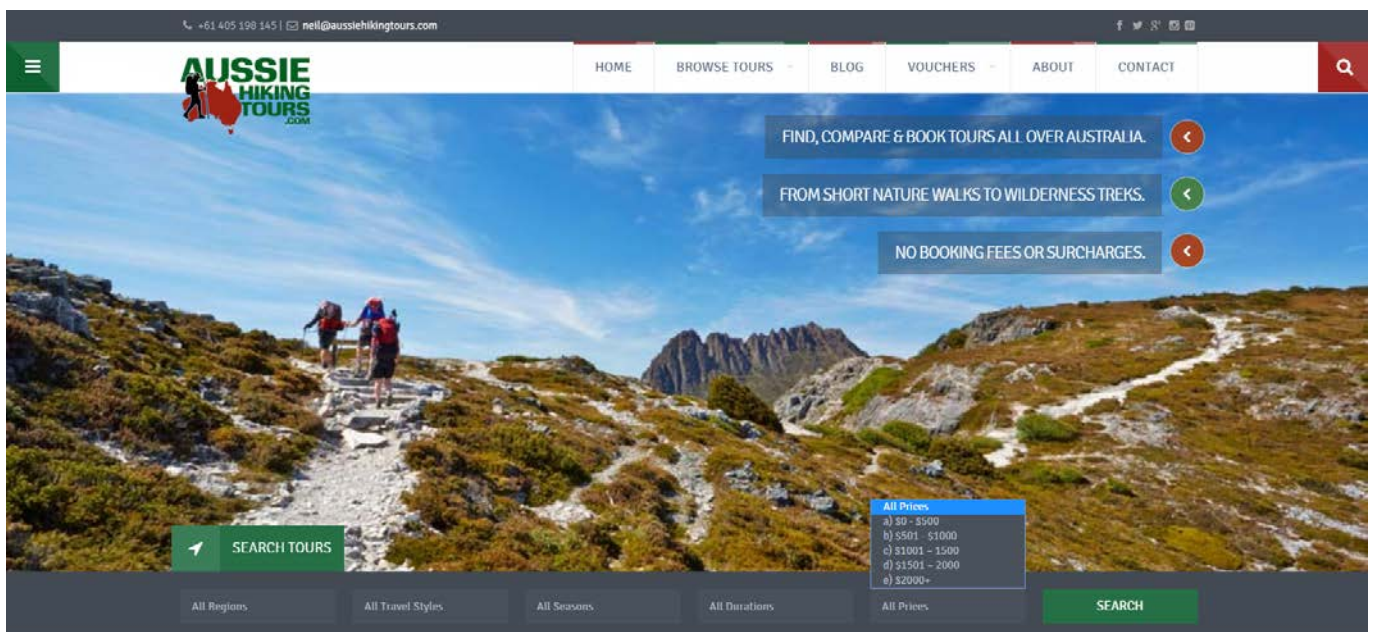 +61 405 198 145 | neil@aussiehikingtours.com
AUSSIE
HIKING
TOURS
.COM
HOME BROWSE TOURS BLOG VOUCHERS ABOUT CONTACT
FIND, COMPARE & BOOK TOURS ALL OVER AUSTRALIA.
FROM SHORT NATURE WALKS TO WILDERNESS TREKS.
NO BOOKING FEES OR SURCHARGES.
SEARCH TOURS
All Prices
a) $0 - $500
b) $501 - $1000
c) $1001 – 1500
d) $1501 – 2000
e) $2000+
All Regions All Travel Styles All Seasons All Durations All Prices SEARCH